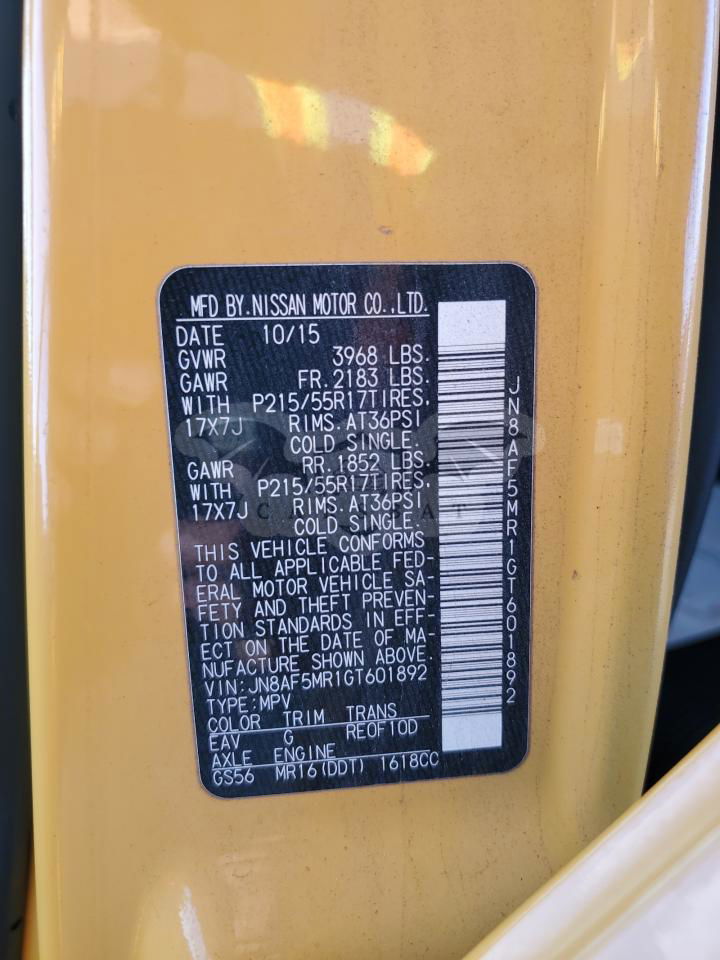 MFD BY.NISSAN MOTOR CO.,LTD.
DATE 10/15
GVWR 3968 LBS.
GAWR FR.2183 LBS.
WITH P215/55R17TIRES,
17X7J RIMS.AT36PSI
COLD SINGLE.
GAWR RR.1852 LBS.
WITH P215/55R17TIRES,
17X7J RIMS.AT36PSI
COLD SINGLE.
THIS VEHICLE CONFORMS
TO ALL APPLICABLE FED-
ERAL MOTOR VEHICLE SA-
FETY AND THEFT PREVEN-
TION STANDARDS IN EFF-
ECT ON THE DATE OF MA-
NUFACTURE SHOWN ABOVE.
VIN:JN8AF5MR1GT601892
TYPE:MPV
COLOR TRIM TRANS
EAV G RE0F10D
AXLE ENGINE
GS56 MR16(DDT) 1618CC
JN8AF5MR1GT601892